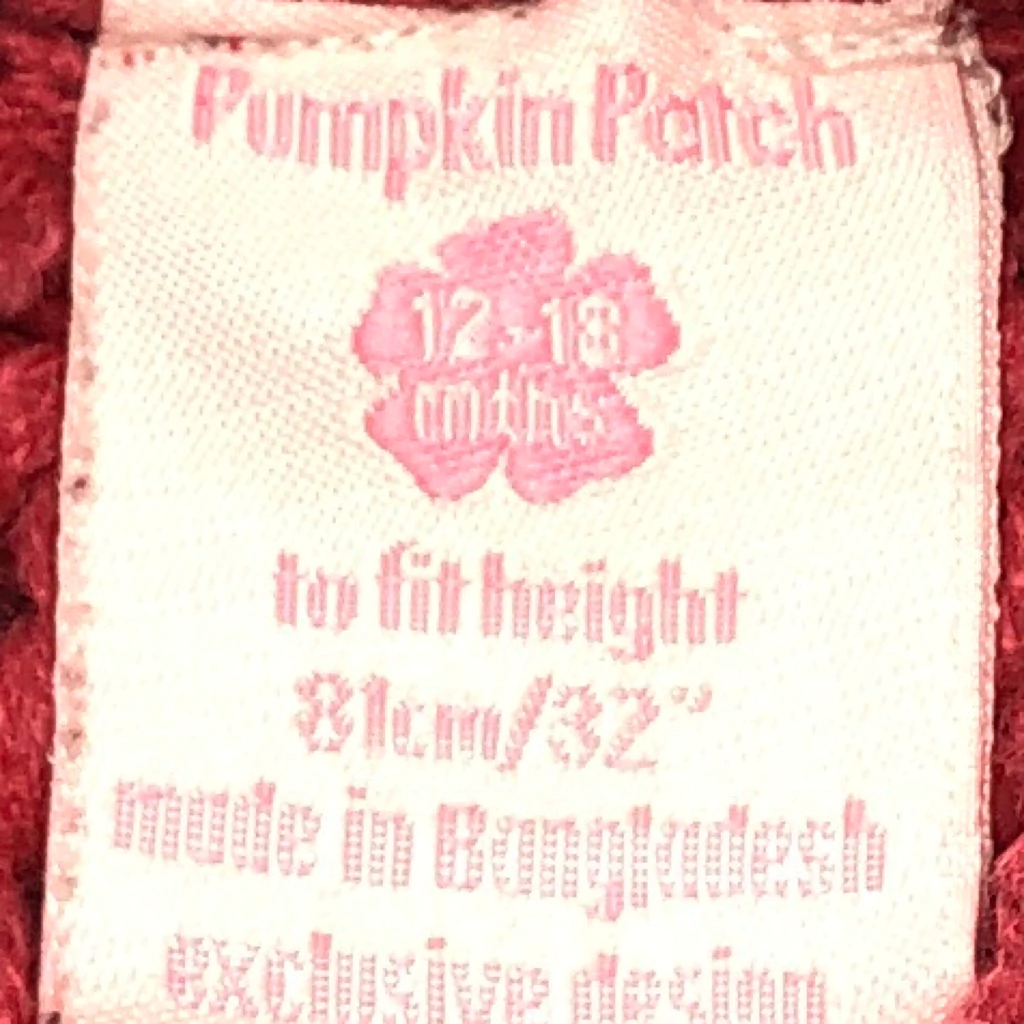 Pumpkin Patch
12-18
mths
to fit height
81cm/32"
made in Bangladesh
exclusive design